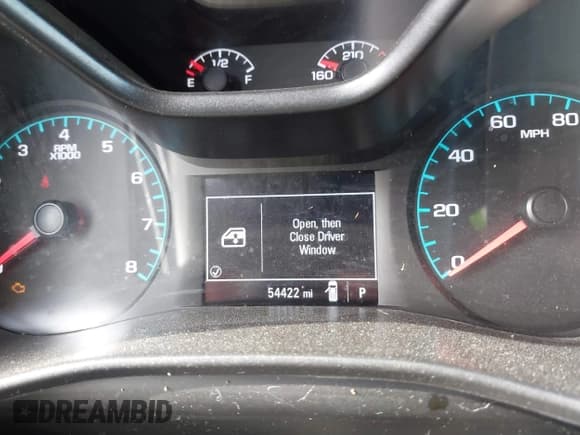 1/2
E F
210
160
3 4 5 6 7 8
RPM
X1000
0 20 40 60 80
MPH
Open, then
Close Driver
Window
54422 mi P
DREAMBID